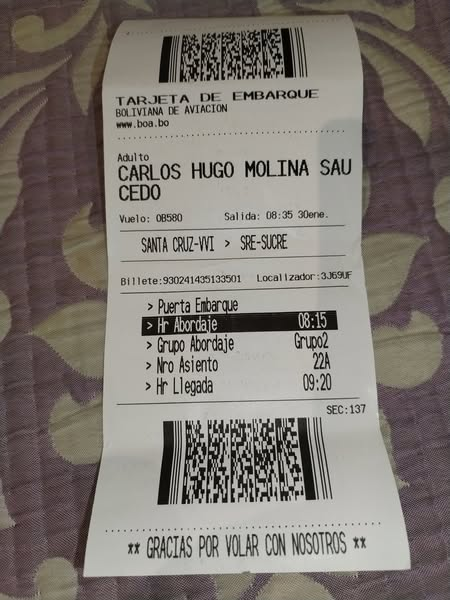 TARJETA DE EMBARQUE
BOLIVIANA DE AVIACION
www.boa.bo
Adulto
CARLOS HUGO MOLINA SAU
CEDO
Vuelo: OB580 Salida: 08:35 30ene.
SANTA CRUZ-VVI > SRE-SUCRE
Billete:930241435133501 Localizador:3J69UF
> Puerta Embarque
> Hr Abordaje 08:15
> Grupo Abordaje Grupo2
> Nro Asiento 22A
> Hr Llegada 09:20
SEC:137
** GRACIAS POR VOLAR CON NOSOTROS **